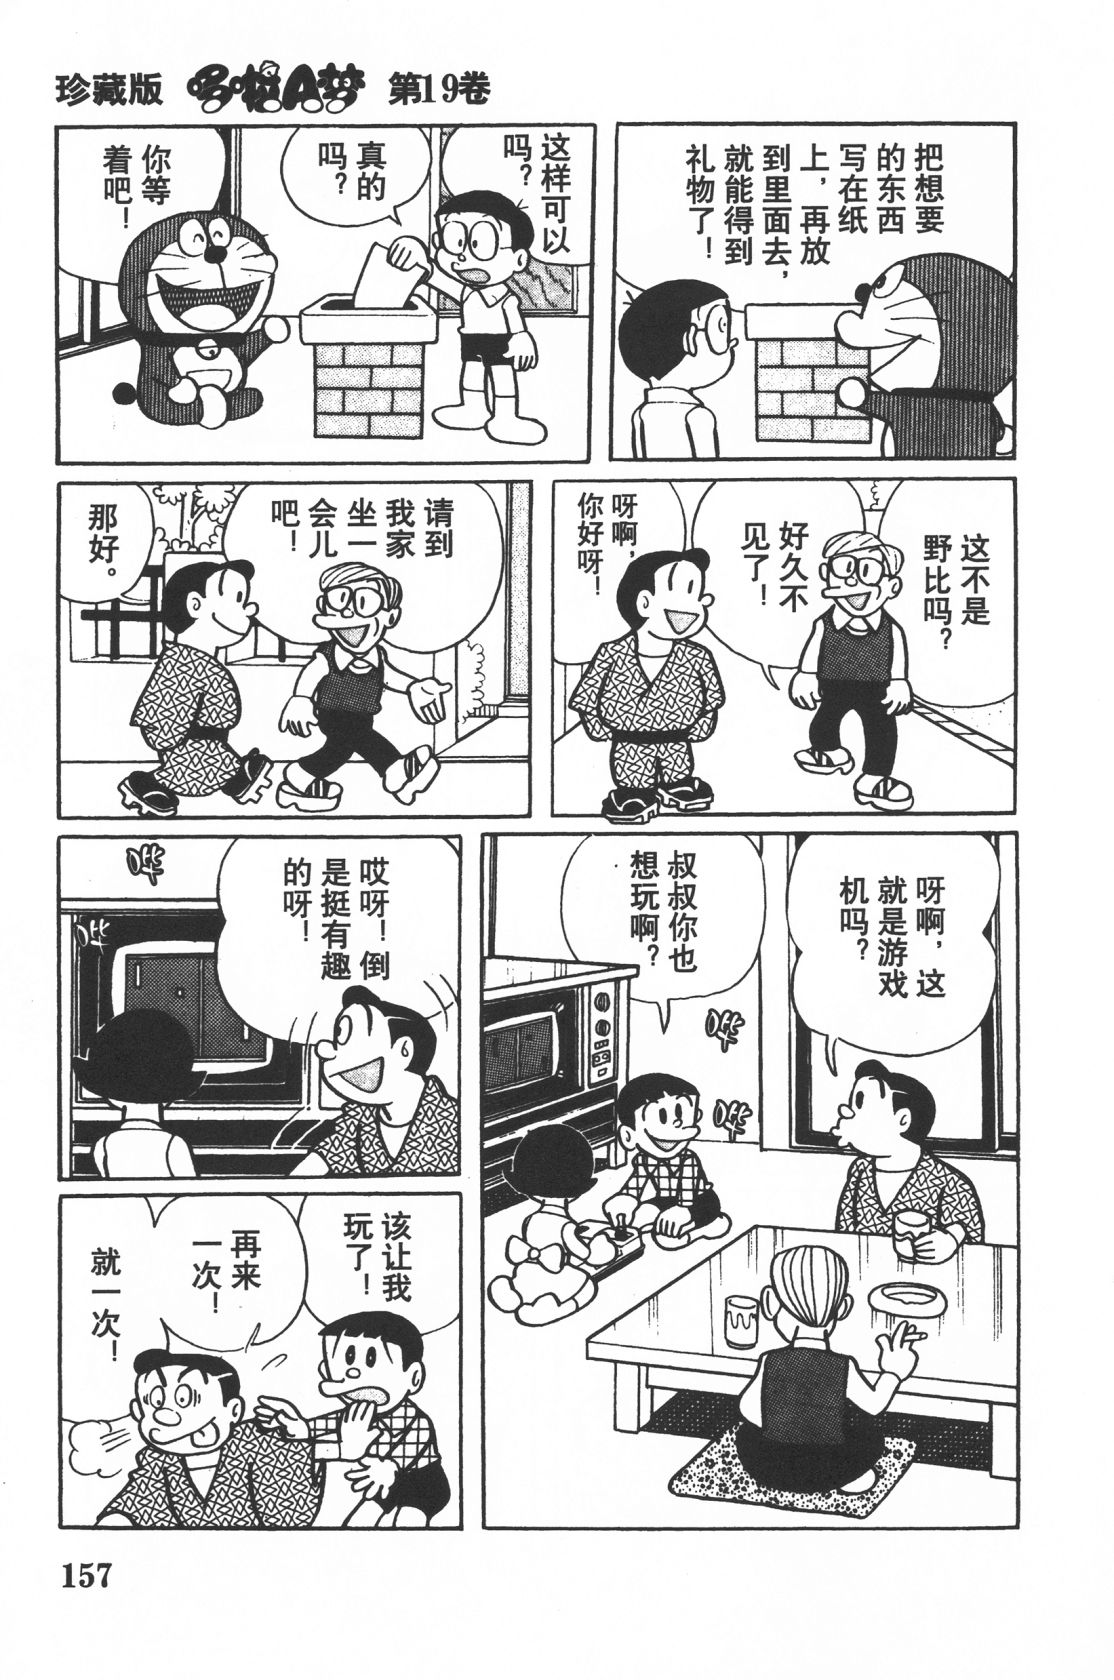 珍藏版 哆啦A梦 第19卷
把想要
的东西
写在纸
上，再放
到里面去，
就能得到
礼物了！
这样可以
吗？
真的
吗？
你等
着吧！
这不是
野比吗？
好久不
见了！
呀啊，
你好呀！
请到
我家
坐一
会儿
吧！
那好。
呀啊，这
就是游戏
机吗？
叔叔你也
想玩啊？
哔
哔
哎呀！倒
是挺有趣
的呀！
哔
哔
该让我
玩了！
再来
一次！
就一次！
157